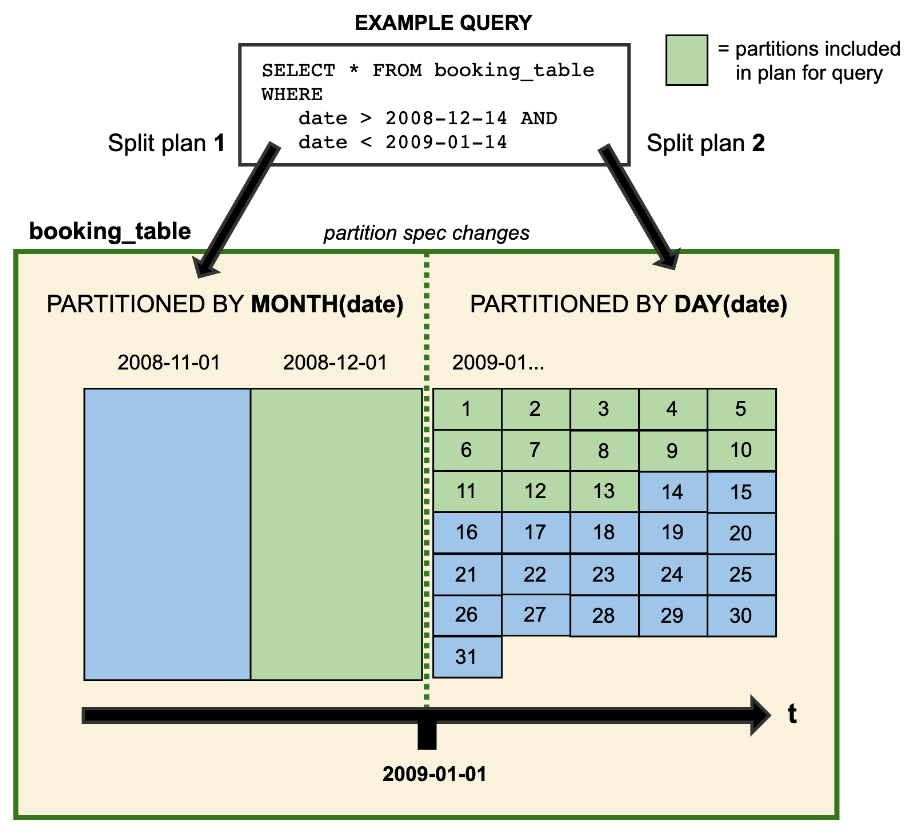 EXAMPLE QUERY
SELECT * FROM booking_table
WHERE
date > 2008-12-14 AND
date < 2009-01-14
= partitions included
in plan for query
Split plan 1
Split plan 2
booking_table
partition spec changes
PARTITIONED BY MONTH(date)
PARTITIONED BY DAY(date)
2008-11-01
2008-12-01
2009-01...
1 2 3 4 5
6 7 8 9 10
11 12 13 14 15
16 17 18 19 20
21 22 23 24 25
26 27 28 29 30
31
t
2009-01-01